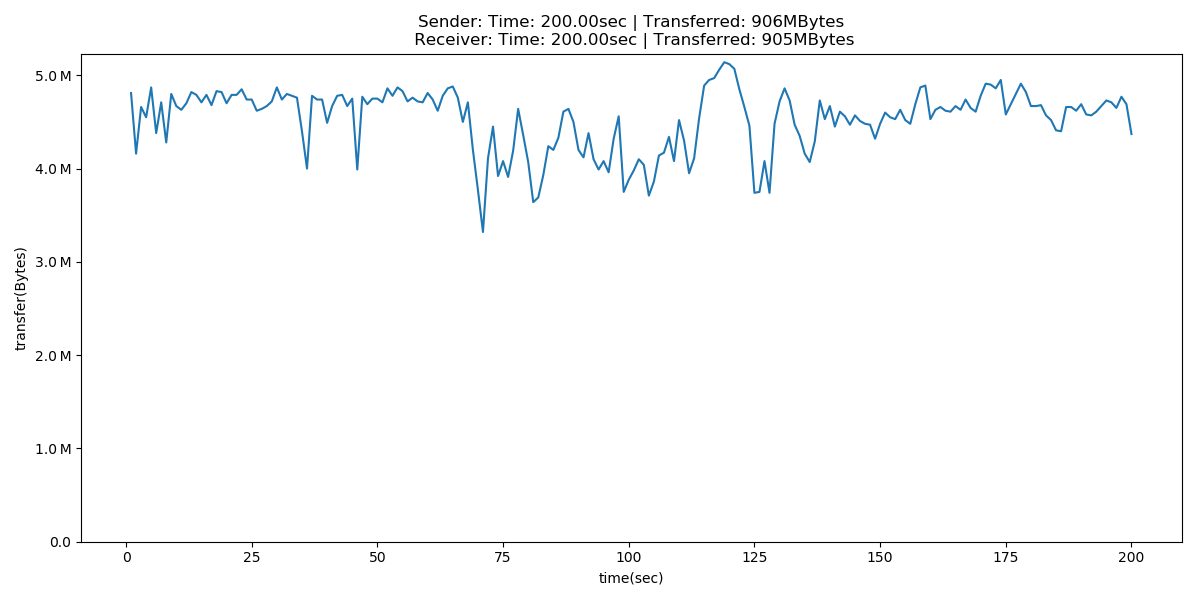 Sender: Time: 200.00sec | Transferred: 906MBytes
Receiver: Time: 200.00sec | Transferred: 905MBytes
5.0 M
4.0 M
3.0 M
2.0 M
1.0 M
0.0
transfer(Bytes)
0 25 50 75 100 125 150 175 200
time(sec)